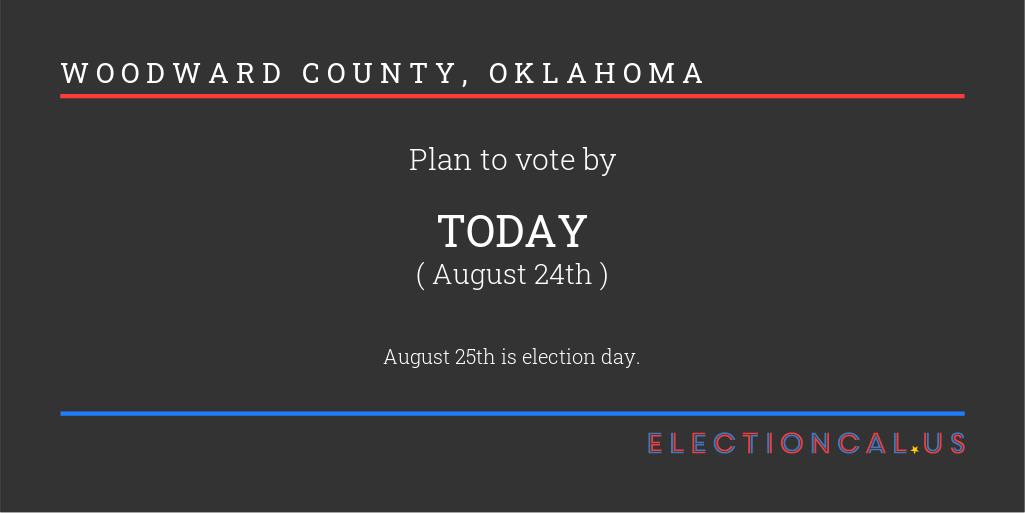 WOODWARD COUNTY, OKLAHOMA
Plan to vote by
TODAY
( August 24th )
August 25th is election day.
ELECTIONCAL.US